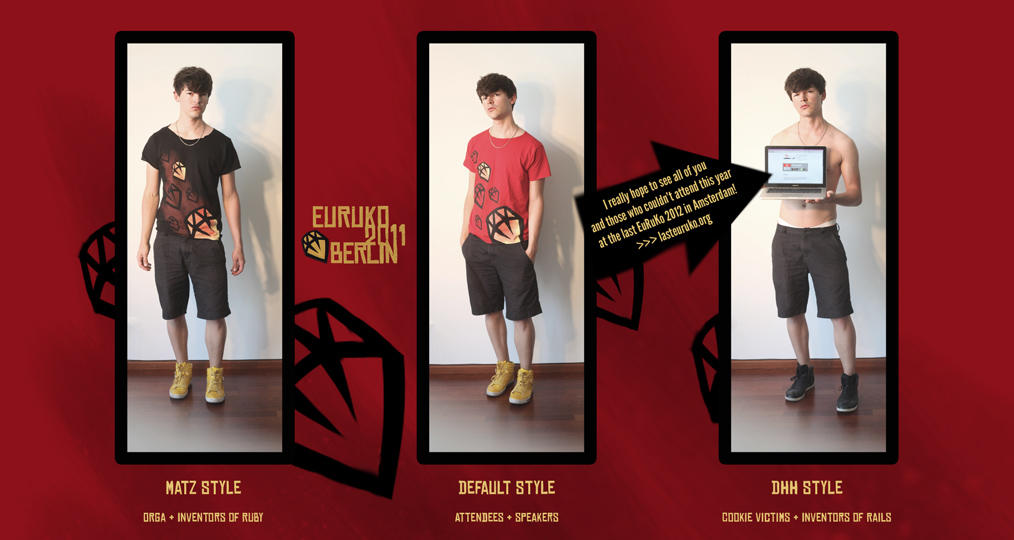 EURUKO
2011
BERLIN
I really hope to see all of you
and those who couldn't attend this year
at the last EuRuKo 2012 in Amsterdam!
>>> lasteuruko.org
MATZ STYLE
ORGA + INVENTORS OF RUBY
DEFAULT STYLE
ATTENDEES + SPEAKERS
DHH STYLE
COOKIE VICTIMS + INVENTORS OF RAILS